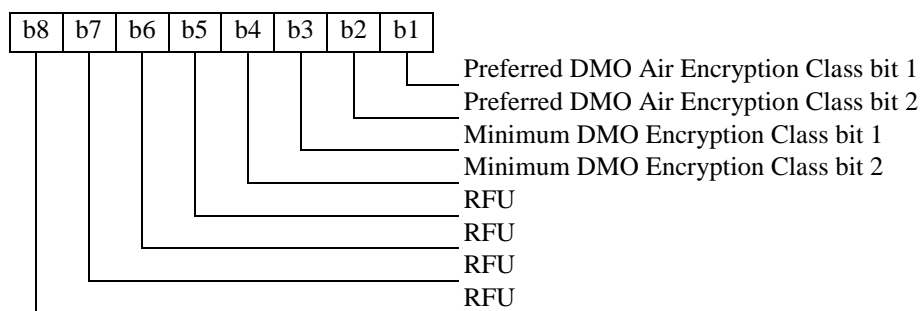 b8 b7 b6 b5 b4 b3 b2 b1
Preferred DMO Air Encryption Class bit 1
Preferred DMO Air Encryption Class bit 2
Minimum DMO Encryption Class bit 1
Minimum DMO Encryption Class bit 2
RFU
RFU
RFU
RFU